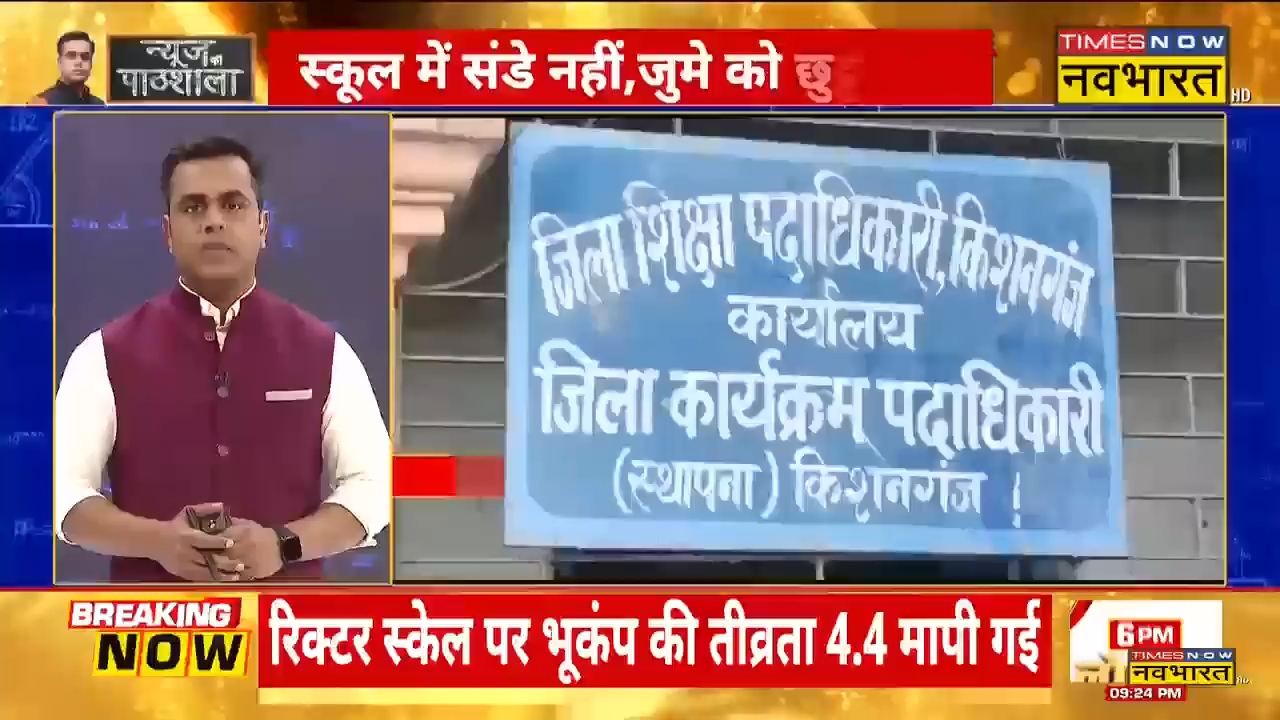 न्यूज की
पाठशाला
स्कूल में संडे नहीं,जुमे को छु
TIMES NOW
नवभारत
HD
जिला शिक्षा पदाधिकारी,किशनगंज
कार्यालय
जिला कार्यक्रम् पदाधिकारी
(स्थापना) किशनगंज !
BREAKING
NOW
रिक्टर स्केल पर भूकंप की तीव्रता 4.4 मापी गई
6PM
TIMES NOW
नवभारत
09:24 PM